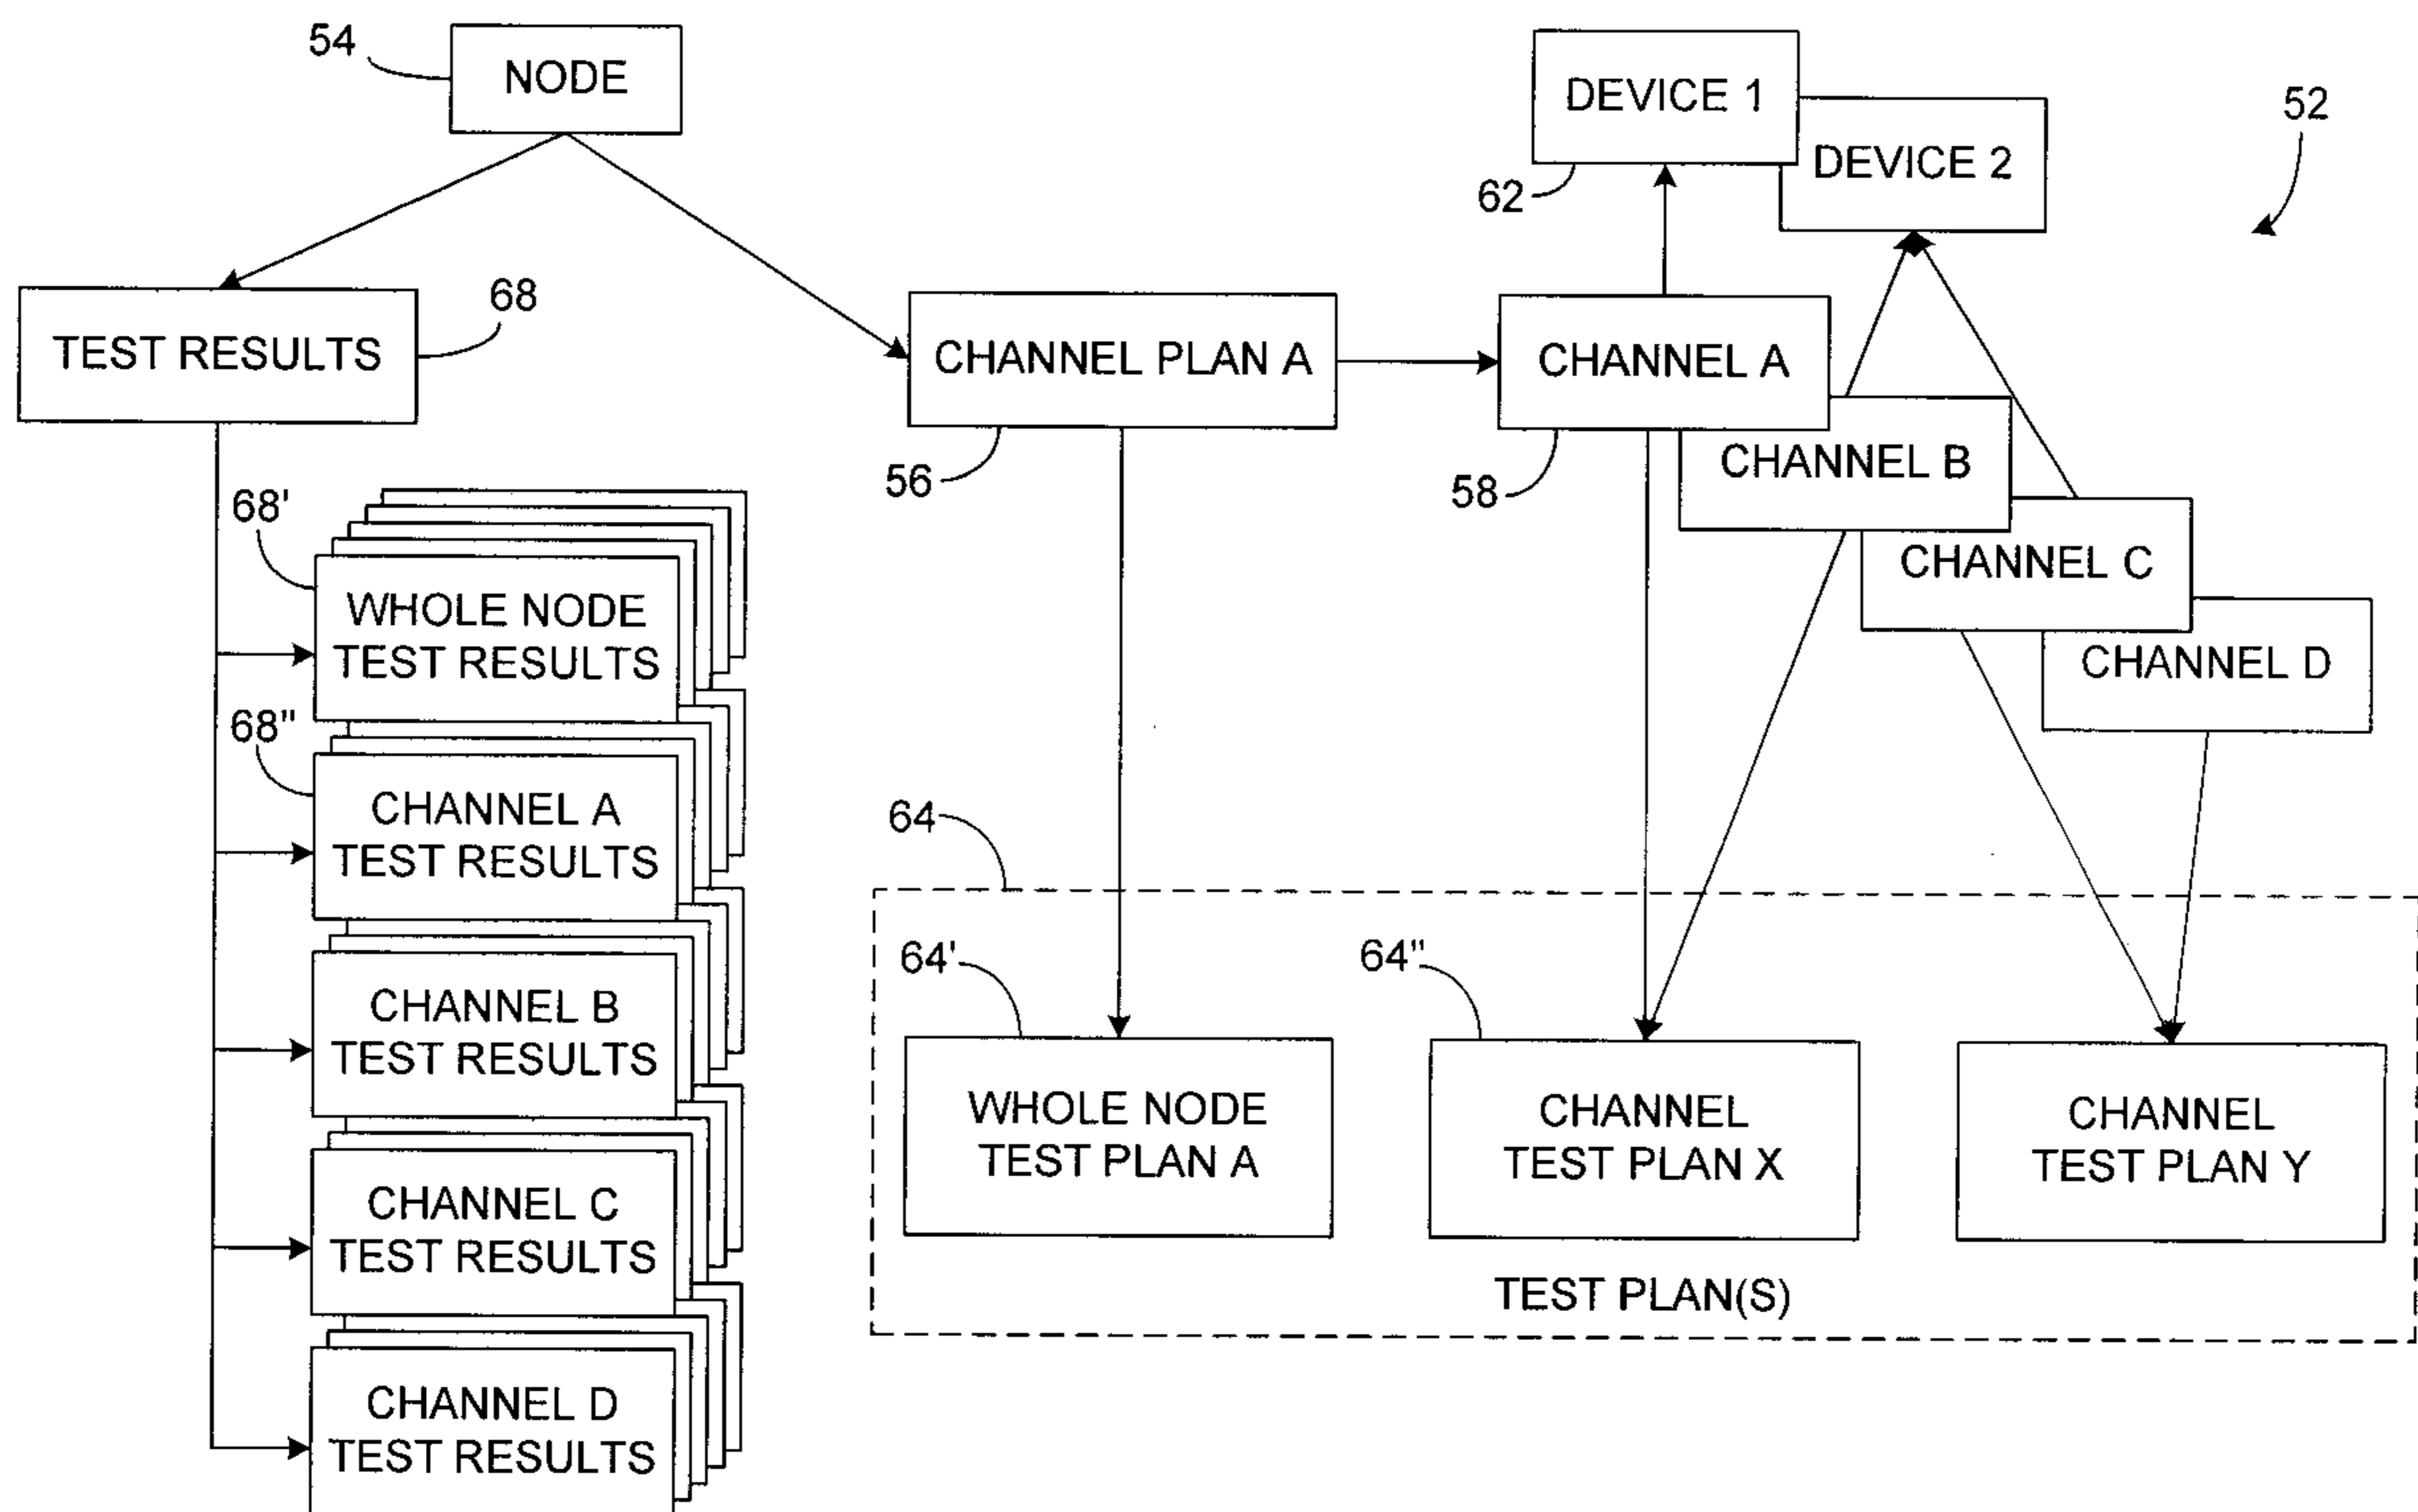 54
NODE
DEVICE 1
DEVICE 2
52
62
TEST RESULTS
68
CHANNEL PLAN A
56
CHANNEL A
58
CHANNEL B
CHANNEL C
CHANNEL D
68'
WHOLE NODE
TEST RESULTS
68"
CHANNEL A
TEST RESULTS
CHANNEL B
TEST RESULTS
CHANNEL C
TEST RESULTS
CHANNEL D
TEST RESULTS
64
64'
WHOLE NODE
TEST PLAN A
64"
CHANNEL
TEST PLAN X
CHANNEL
TEST PLAN Y
TEST PLAN(S)